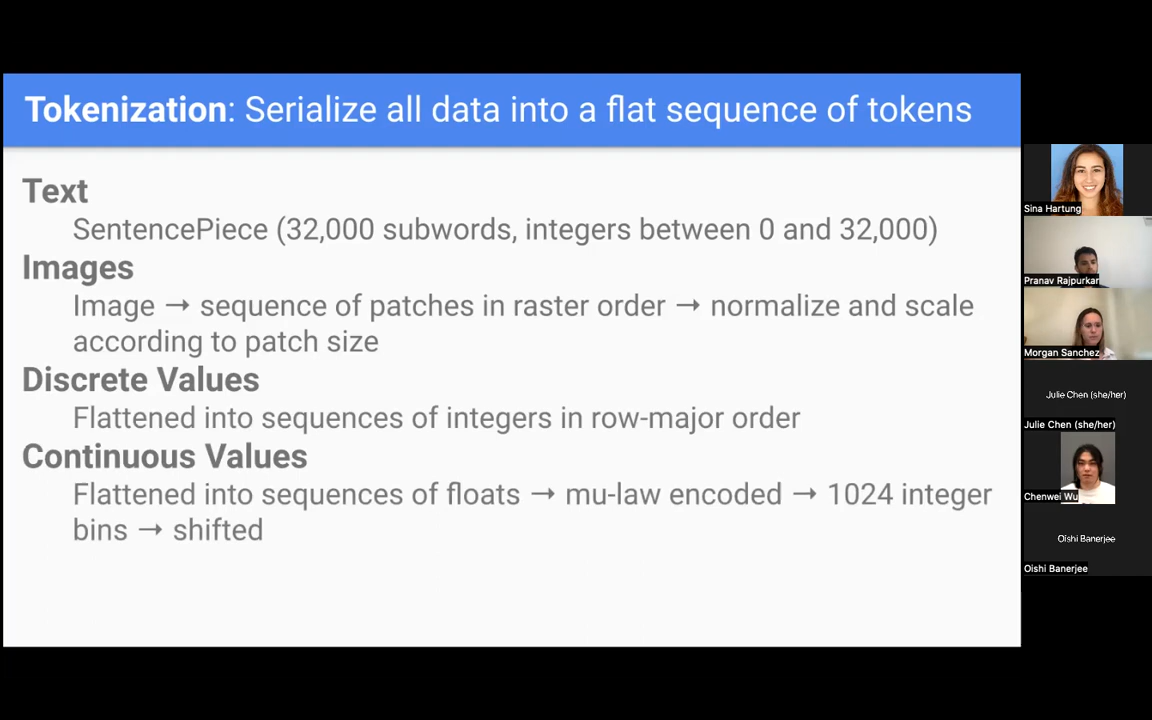 Tokenization: Serialize all data into a flat sequence of tokens
Text
SentencePiece (32,000 subwords, integers between 0 and 32,000)
Images
Image → sequence of patches in raster order → normalize and scale
according to patch size
Discrete Values
Flattened into sequences of integers in row-major order
Continuous Values
Flattened into sequences of floats → mu-law encoded → 1024 integer
bins → shifted
Sina Hartung
Pranav Rajpurkar
Morgan Sanchez
Julie Chen (she/her)
Julie Chen (she/her)
Chenwei Wu
Oishi Banerjee
Oishi Banerjee